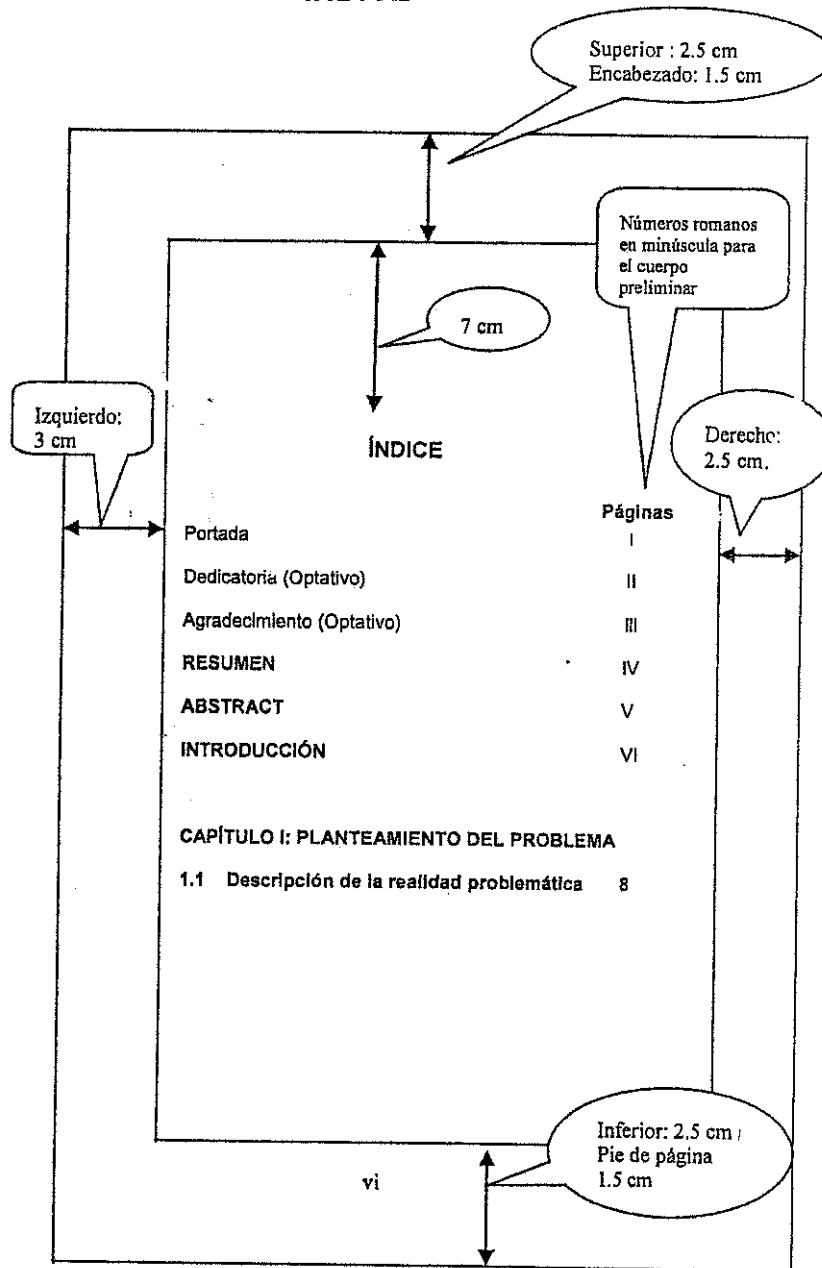 Superior : 2.5 cm
Encabezado: 1.5 cm
Números romanos
en minúscula para
el cuerpo
preliminar
7 cm
Izquierdo:
3 cm
Derecho:
2.5 cm.
ÍNDICE
Páginas
Portada I
Dedicatoria (Optativo) II
Agradecimiento (Optativo) III
RESUMEN IV
ABSTRACT V
INTRODUCCIÓN VI
CAPÍTULO I: PLANTEAMIENTO DEL PROBLEMA
1.1 Descripción de la realidad problemática 8
Inferior: 2.5 cm
Pie de página
1.5 cm
vi